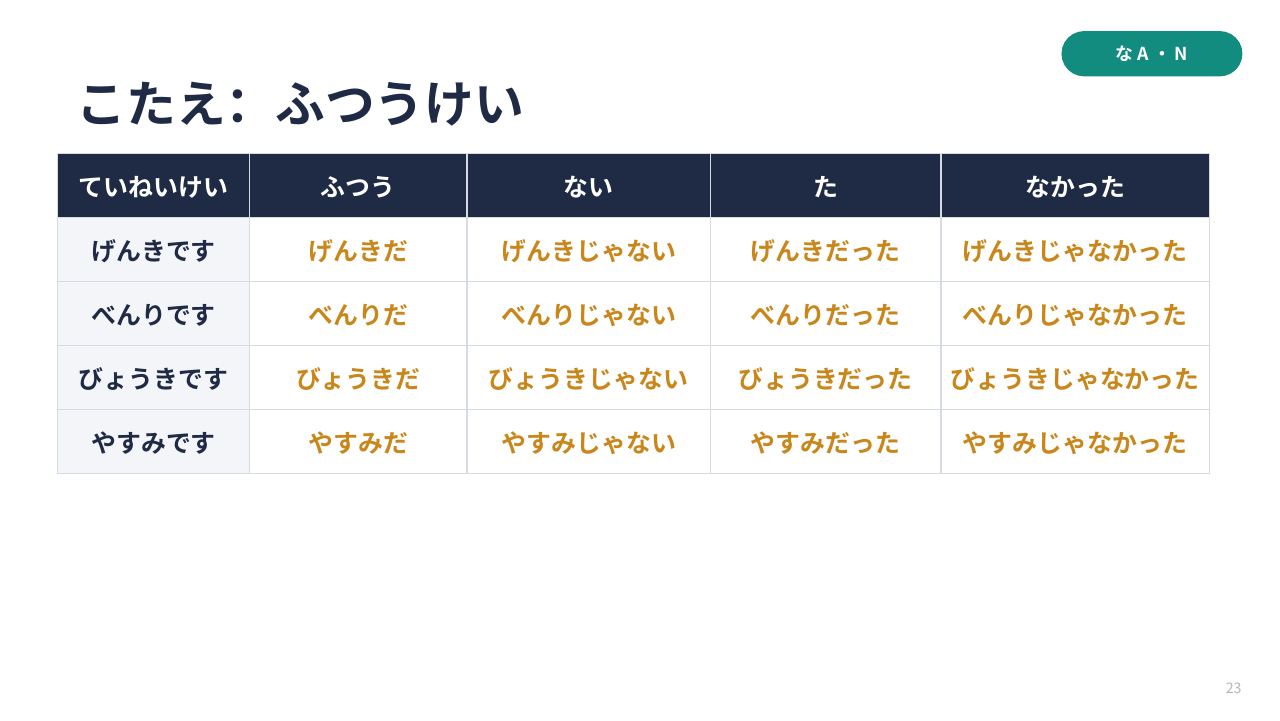 なA・N
こたえ：ふつうけい
ていねいけい ふつう ない た なかった
げんきです げんきだ げんきじゃない げんきだった げんきじゃなかった
べんりです べんりだ べんりじゃない べんりだった べんりじゃなかった
びょうきです びょうきだ びょうきじゃない びょうきだった びょうきじゃなかった
やすみです やすみだ やすみじゃない やすみだった やすみじゃなかった
23